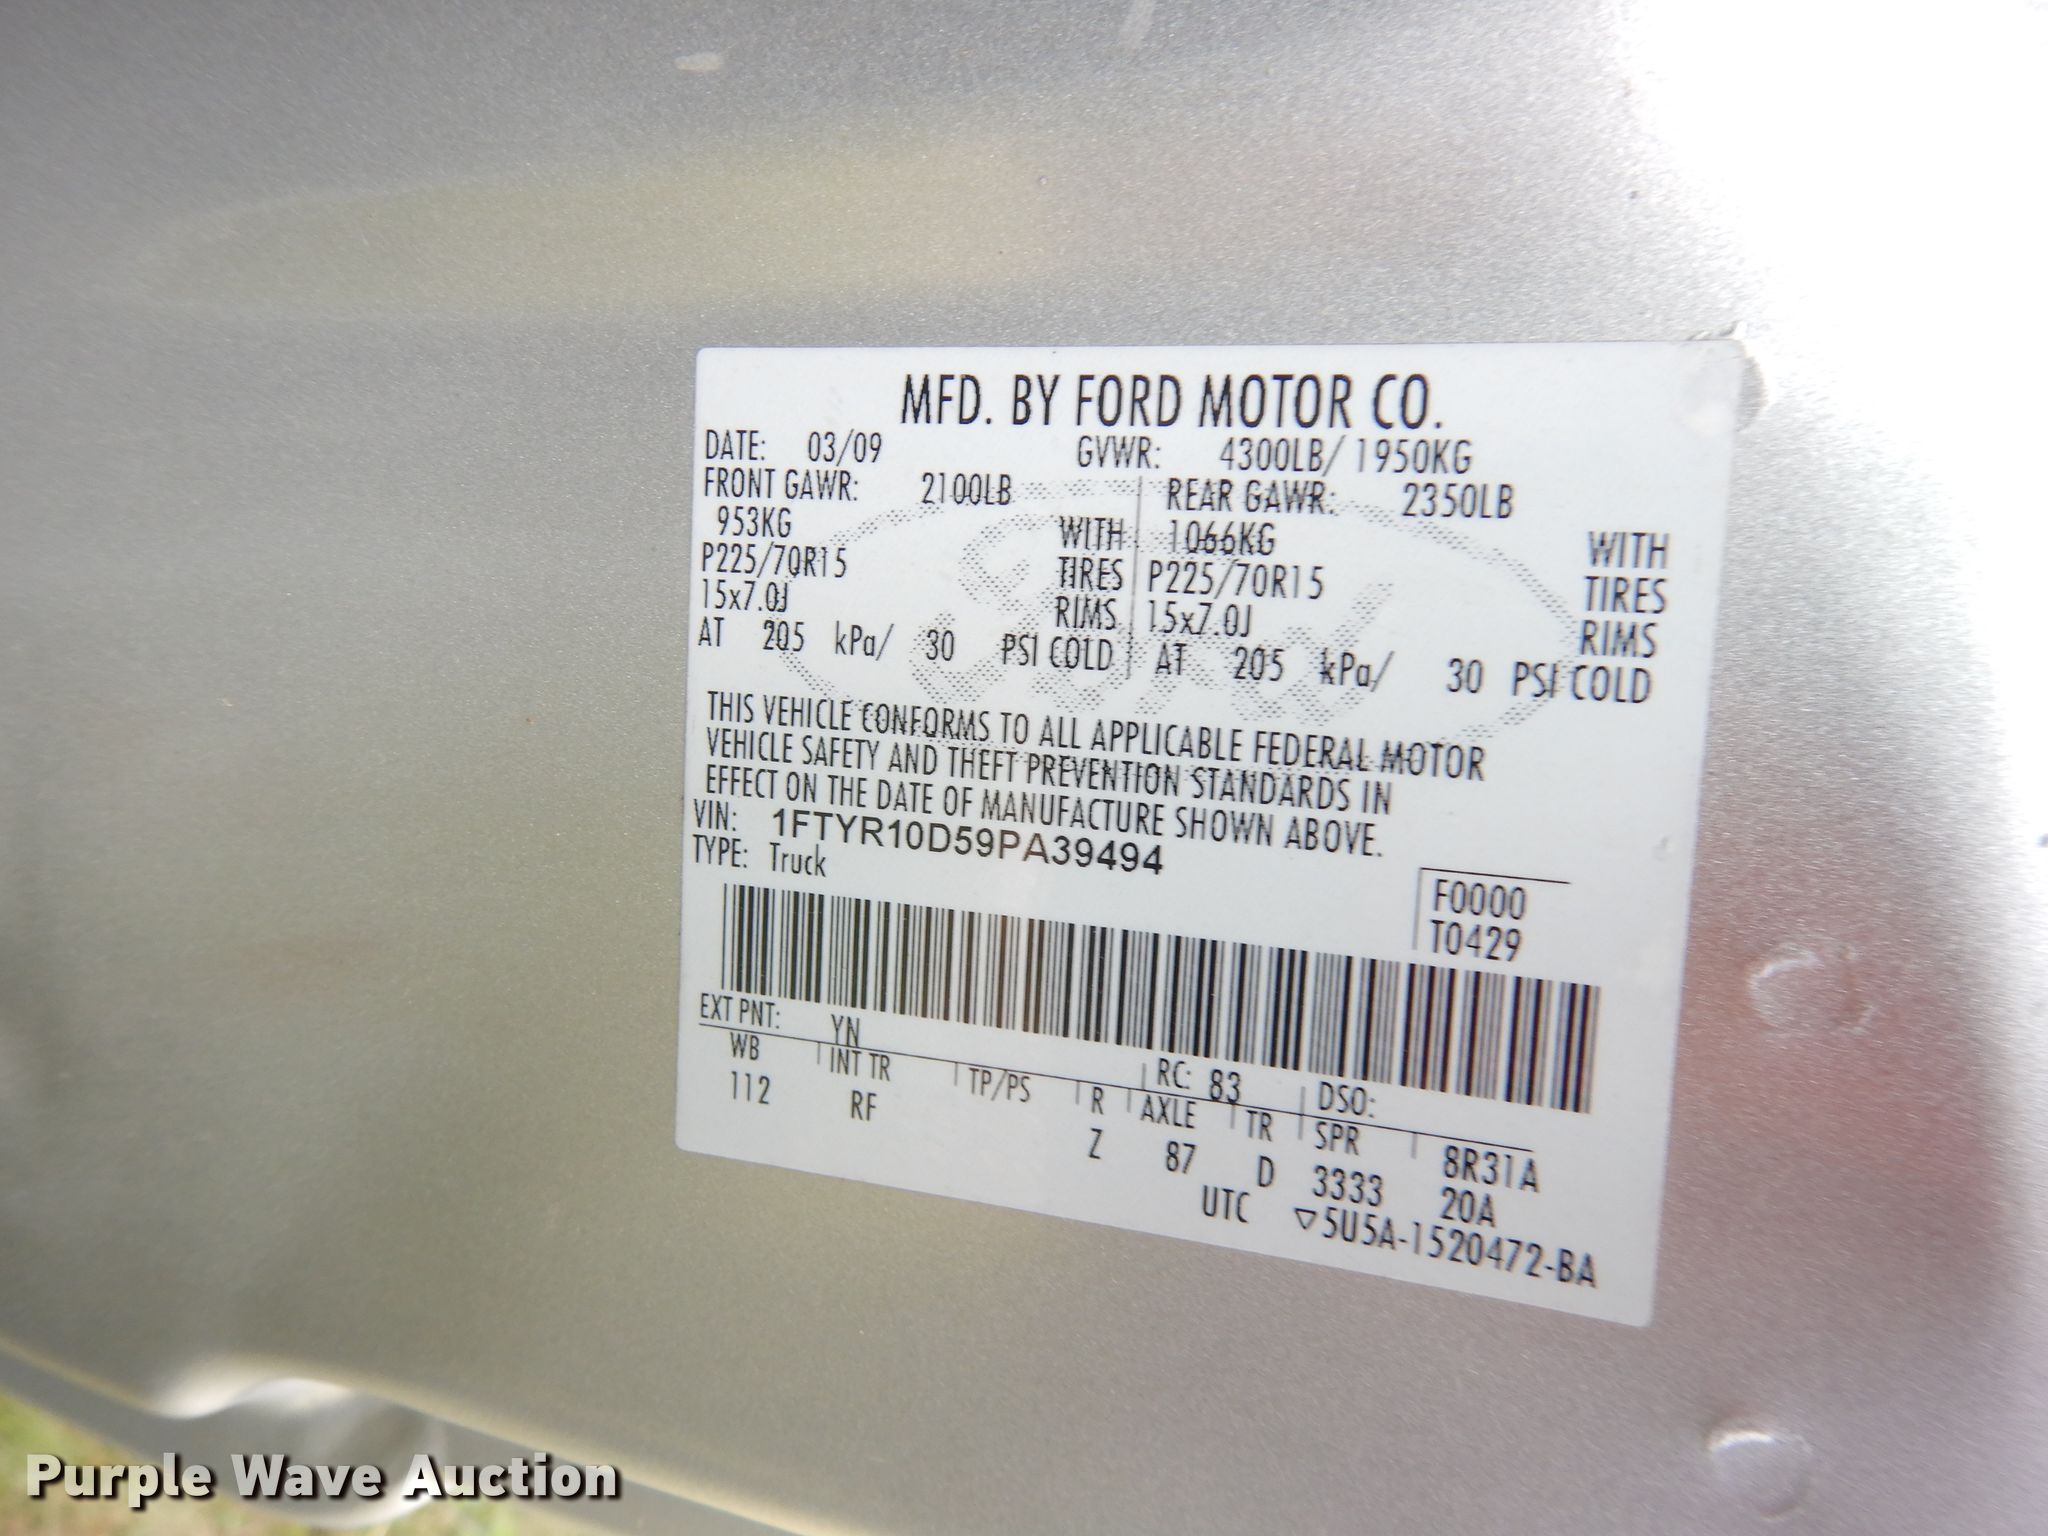 MFD. BY FORD MOTOR CO.
DATE: 03/09 GVWR: 4300LB/ 1950KG
FRONT GAWR: 2100LB REAR GAWR: 2350LB
953KG WITH 1066KG WITH
P225/70R15 TIRES P225/70R15 TIRES
15x7.0J RIMS 15x7.0J RIMS
AT 205 kPa/ 30 PSI COLD AT 205 kPa/ 30 PSI COLD
THIS VEHICLE CONFORMS TO ALL APPLICABLE FEDERAL MOTOR
VEHICLE SAFETY AND THEFT PREVENTION STANDARDS IN
EFFECT ON THE DATE OF MANUFACTURE SHOWN ABOVE.
VIN: 1FTYR10D59PA39494
TYPE: Truck
F0000
T0429
EXT PNT: YN RC: 83 DSO:
WB INT TR TP/PS R AXLE TR SPR 8R31A
112 RF Z 87 D 3333 20A
UTC ▽5U5A-1520472-BA
Ford
Purple Wave Auction